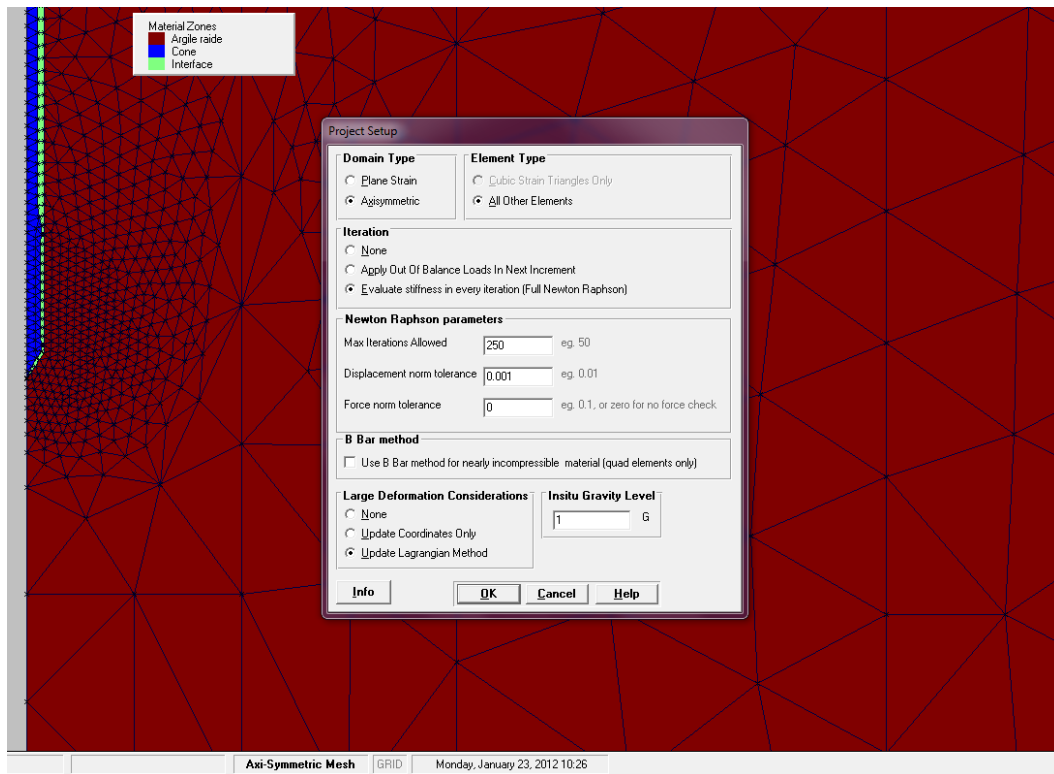 Material Zones
Argile raide
Cone
Interface
Project Setup
Domain Type
Plane Strain
Axisymmetric
Element Type
Cubic Strain Triangles Only
All Other Elements
Iteration
None
Apply Out Of Balance Loads In Next Increment
Evaluate stiffness in every iteration (Full Newton Raphson)
Newton Raphson parameters
Max Iterations Allowed 250 eg. 50
Displacement norm tolerance 0.001 eg. 0.01
Force norm tolerance 0 eg. 0.1, or zero for no force check
B Bar method
Use B Bar method for nearly incompressible material (quad elements only)
Large Deformation Considerations
None
Update Coordinates Only
Update Lagrangian Method
Insitu Gravity Level
1 G
Info OK Cancel Help
Axi-Symmetric Mesh GRID Monday, January 23, 2012 10:26